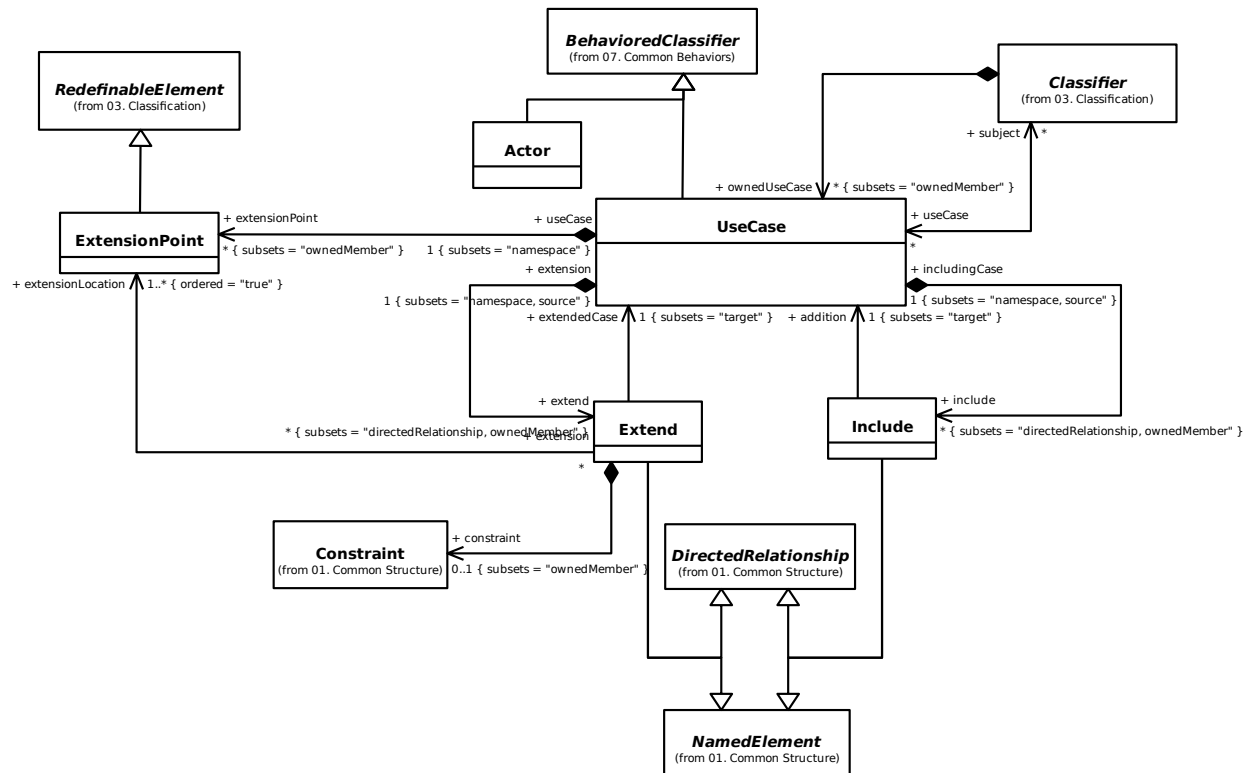 BehavioredClassifier
(from 07. Common Behaviors)
RedefinableElement
(from 03. Classification)
Classifier
(from 03. Classification)
+ subject
*
Actor
+ ownedUseCase
* { subsets = "ownedMember" }
+ extensionPoint
+ useCase
UseCase
+ useCase
ExtensionPoint
* { subsets = "ownedMember" }
1 { subsets = "namespace" }
*
+ extensionLocation
1..* { ordered = "true" }
+ extension
+ includingCase
1 { subsets = "namespace, source" }
1 { subsets = "namespace, source" }
+ extendedCase
1 { subsets = "target" }
+ addition
1 { subsets = "target" }
+ extend
+ include
* { subsets = "directedRelationship, ownedMember" }
+ extension
Extend
Include
* { subsets = "directedRelationship, ownedMember" }
*
+ constraint
Constraint
(from 01. Common Structure)
0..1 { subsets = "ownedMember" }
DirectedRelationship
(from 01. Common Structure)
NamedElement
(from 01. Common Structure)